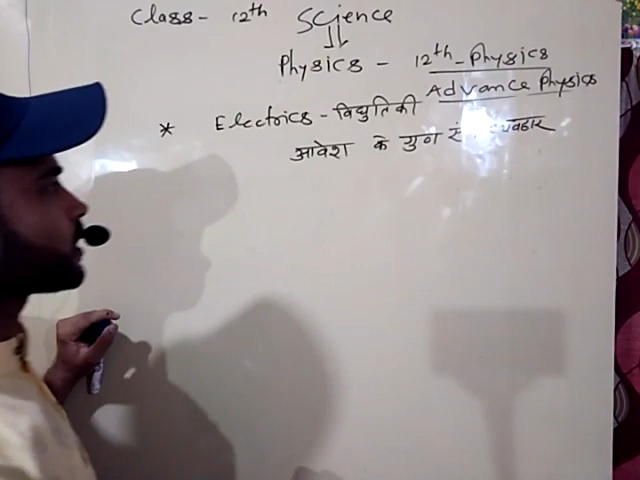 Class - 12th Science
Physics - 12th - Physics
Advance Physics
* Electrics - विद्युतिकी
आवेश के गुण